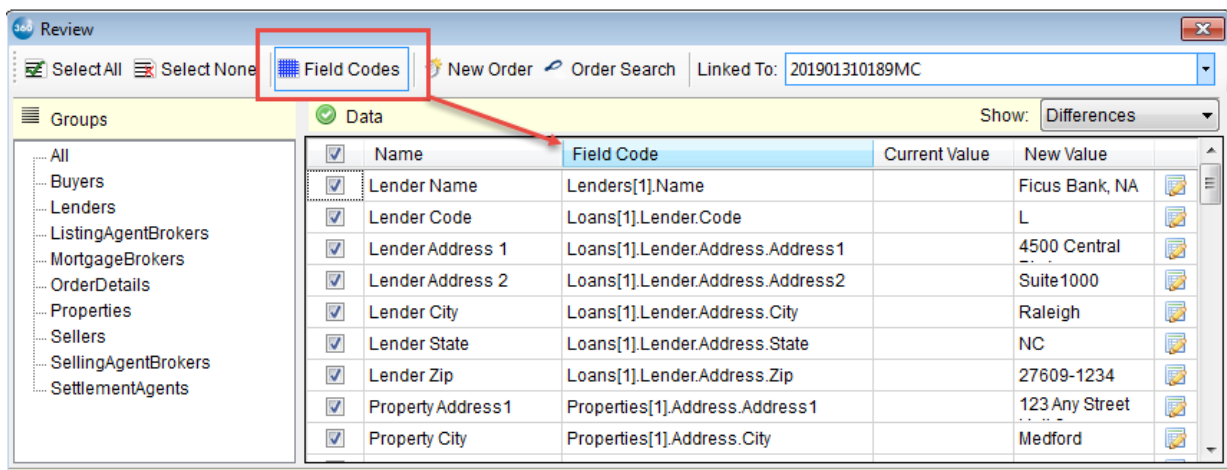 360 Review
Select All Select None Field Codes New Order Order Search Linked To: 201901310189MC
Groups
Data Show: Differences
All
Buyers
Lenders
ListingAgentBrokers
MortgageBrokers
OrderDetails
Properties
Sellers
SellingAgentBrokers
SettlementAgents
Name Field Code Current Value New Value
Lender Name Lenders[1].Name Ficus Bank, NA
Lender Code Loans[1].Lender.Code L
Lender Address 1 Loans[1].Lender.Address.Address1 4500 Central
Lender Address 2 Loans[1].Lender.Address.Address2 Suite1000
Lender City Loans[1].Lender.Address.City Raleigh
Lender State Loans[1].Lender.Address.State NC
Lender Zip Loans[1].Lender.Address.Zip 27609-1234
Property Address1 Properties[1].Address.Address1 123 Any Street
Property City Properties[1].Address.City Medford